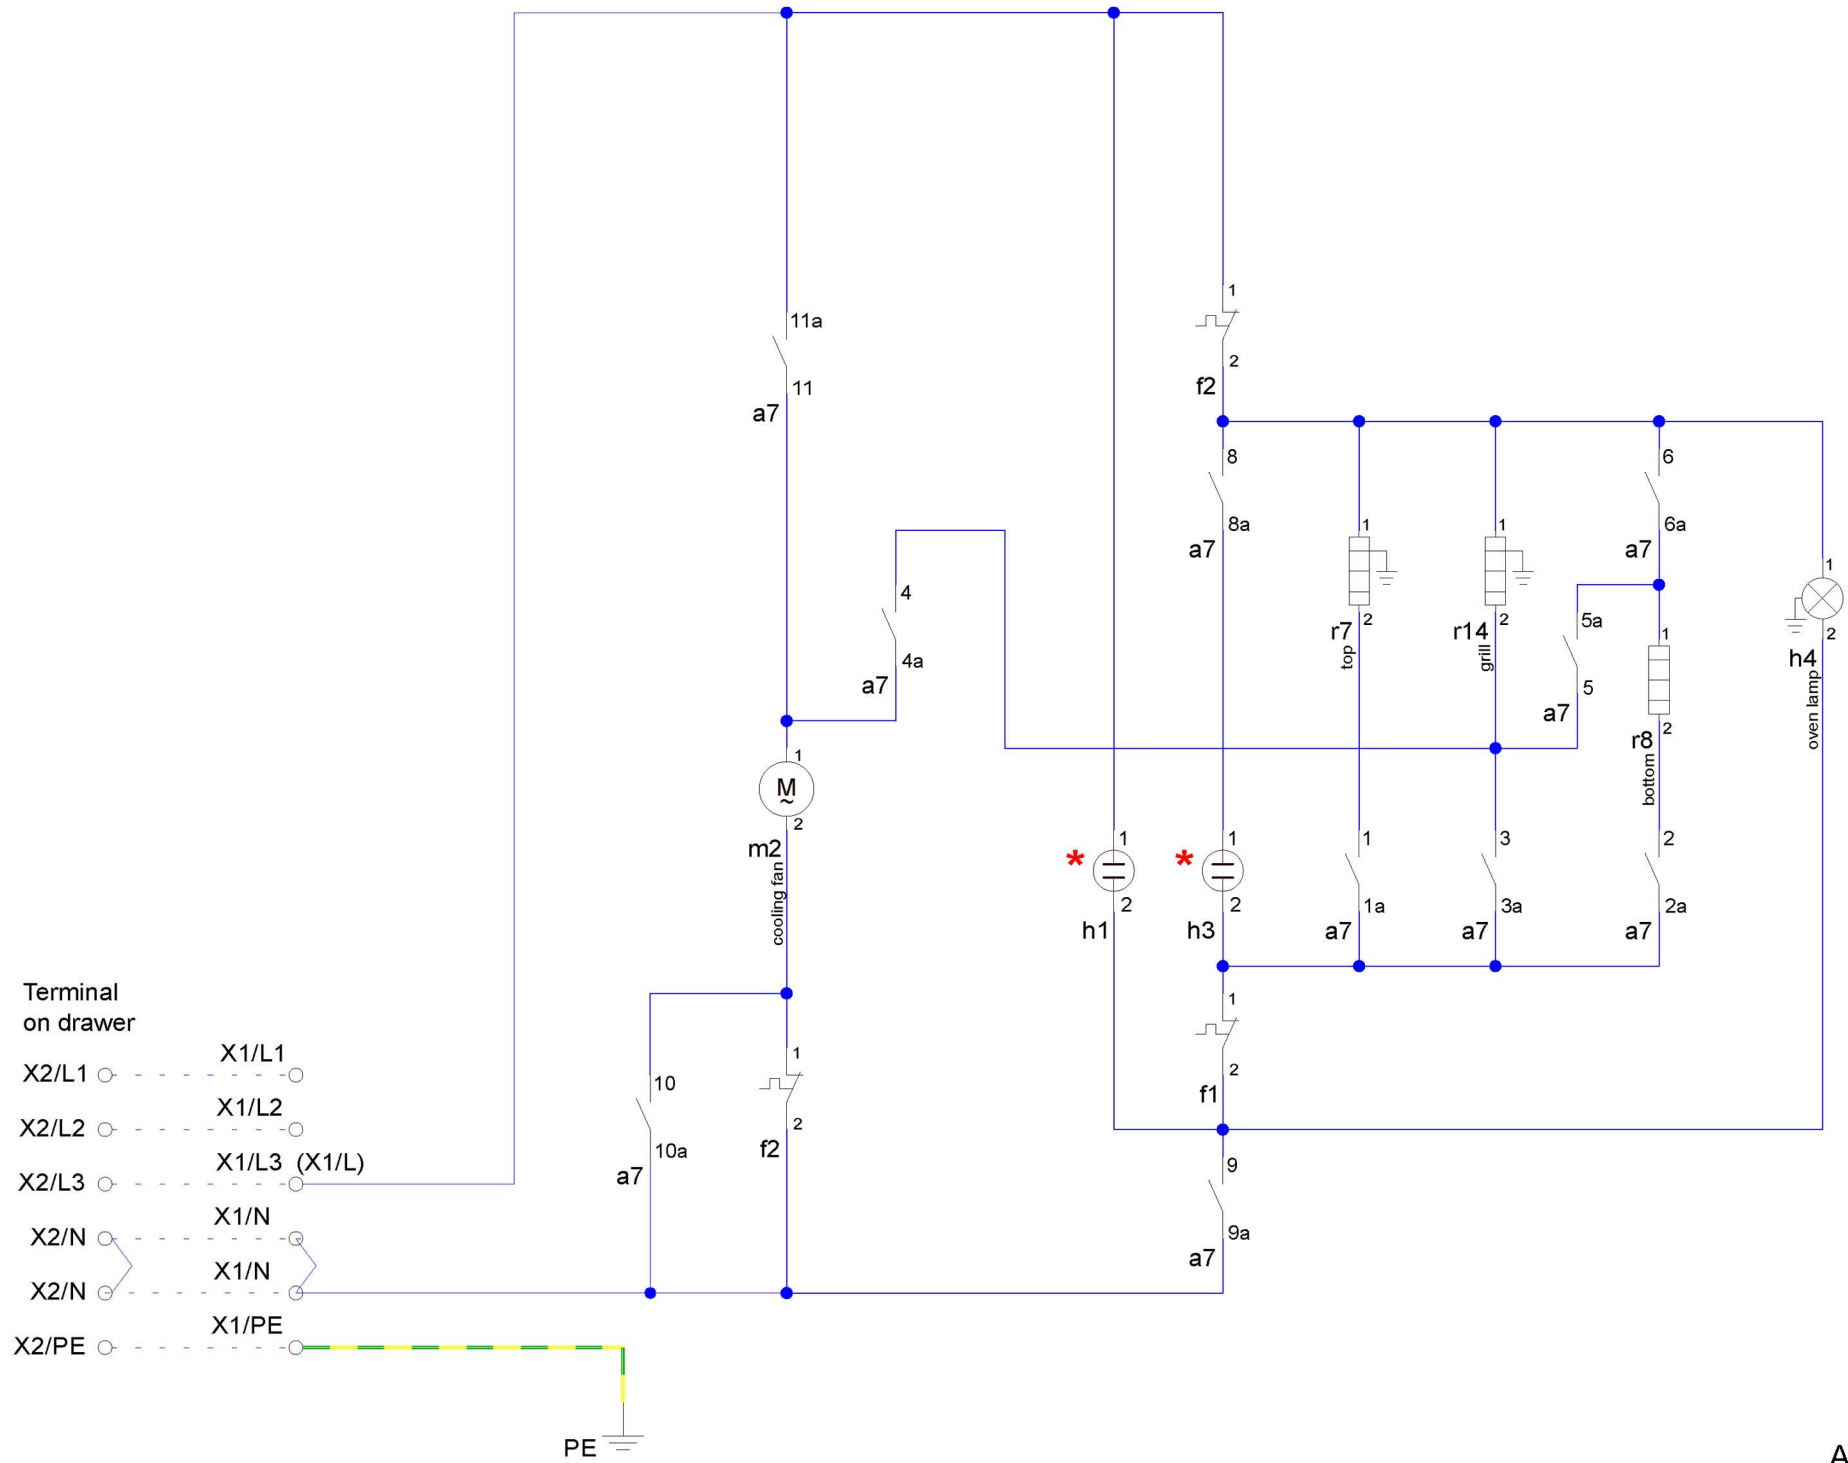 1
11a
2
11
f2
a7
8
6
8a
6a
1
1
a7
a7
1
4
5a
r7
2
r14
2
1
2
top
grill
h4
oven lamp
4a
a7
5
a7
r8
2
bottom
1
M
~
2
m2
cooling fan
*
1
*
1
1
3
2
2
2
1a
3a
2a
h1
h3
a7
a7
a7
Terminal
on drawer
1
1
X1/L1
X2/L1
2
10
f1
X1/L2
X2/L2
2
10a
f2
a7
X1/L3 (X1/L)
X2/L3
9
X1/N
X2/N
9a
a7
X1/N
X2/N
X1/PE
X2/PE
PE
A